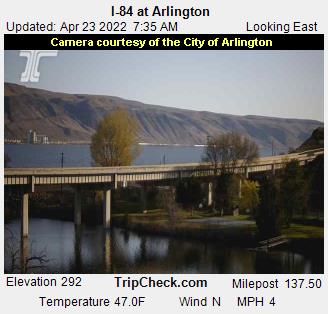 I-84 at Arlington
Updated: Apr 23 2022 7:35 AM Looking East
Camera courtesy of the City of Arlington
Elevation 292 TripCheck.com Milepost 137.50
Temperature 47.0F Wind N MPH 4